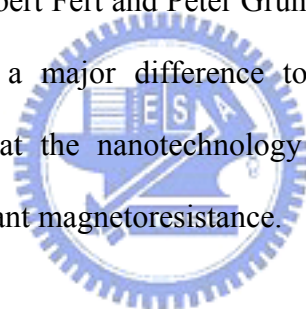 bert Fert and Peter Grün
a major difference to
E S A
at the nanotechnology
ant magnetoresistance.